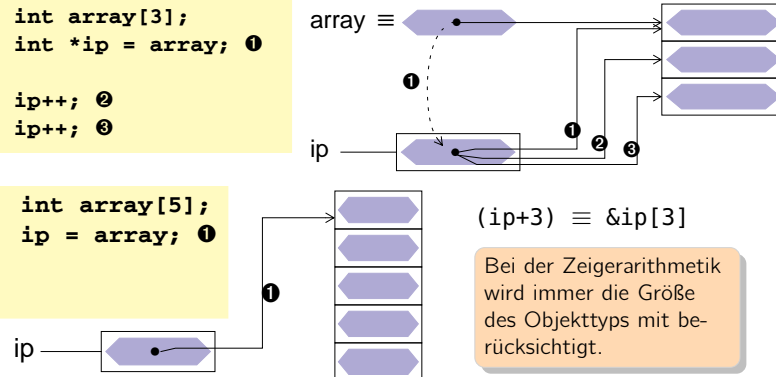 int array[3];
int *ip = array; ❶
ip++; ❷
ip++; ❸
array ≡
❶
ip
❶
❷
❸
int array[5];
ip = array; ❶
❶
ip
(ip+3) ≡ &ip[3]
Bei der Zeigerarithmetik
wird immer die Größe
des Objekttyps mit be-
rücksichtigt.